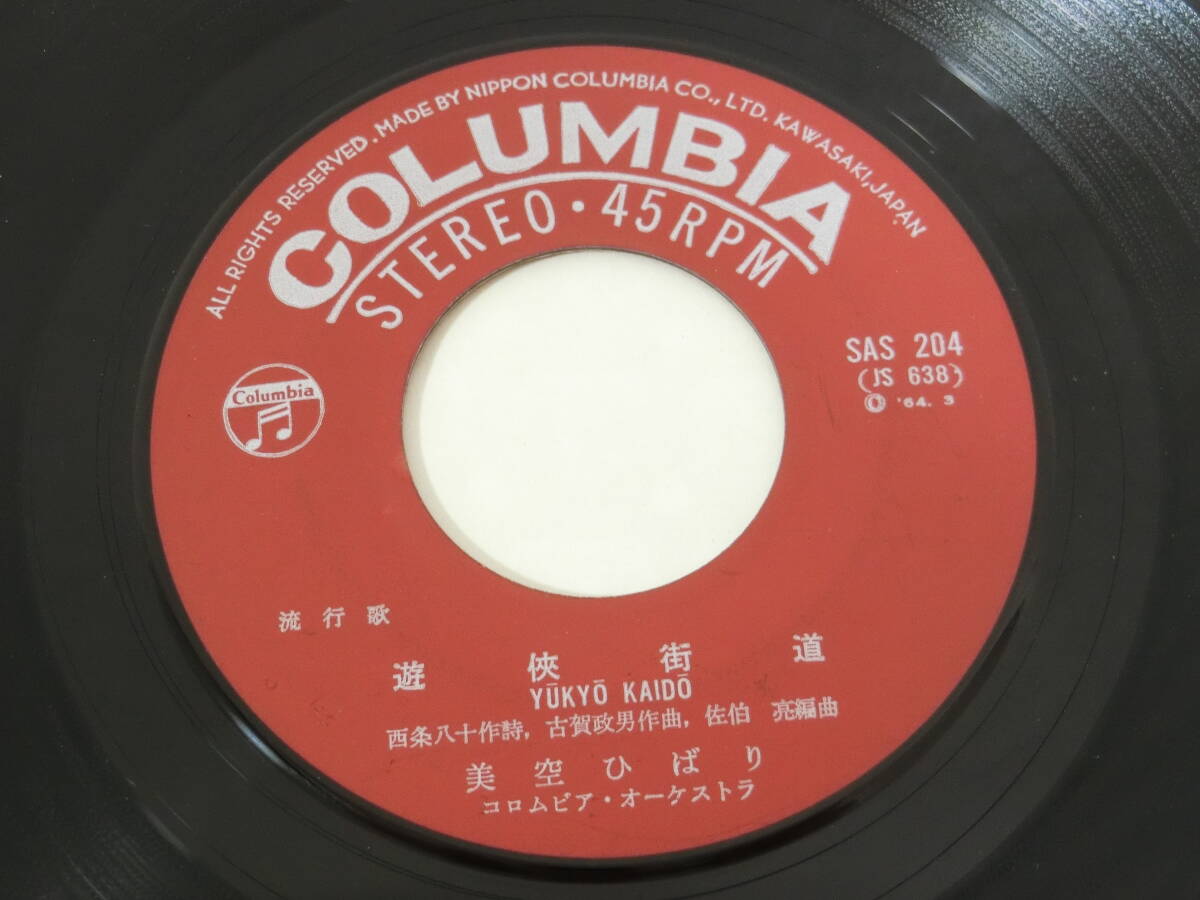 ALL RIGHTS RESERVED. MADE BY NIPPON COLUMBIA CO., LTD. KAWASAKI, JAPAN
COLUMBIA
STEREO・45RPM
SAS 204
(JS 638)
Ⓒ '64. 3
Columbia
流行歌
遊俠街道
YŪKYŌ KAIDŌ
西条八十作詩, 古賀政男作曲, 佐伯 亮編曲
美空ひばり
コロムビア・オーケストラ